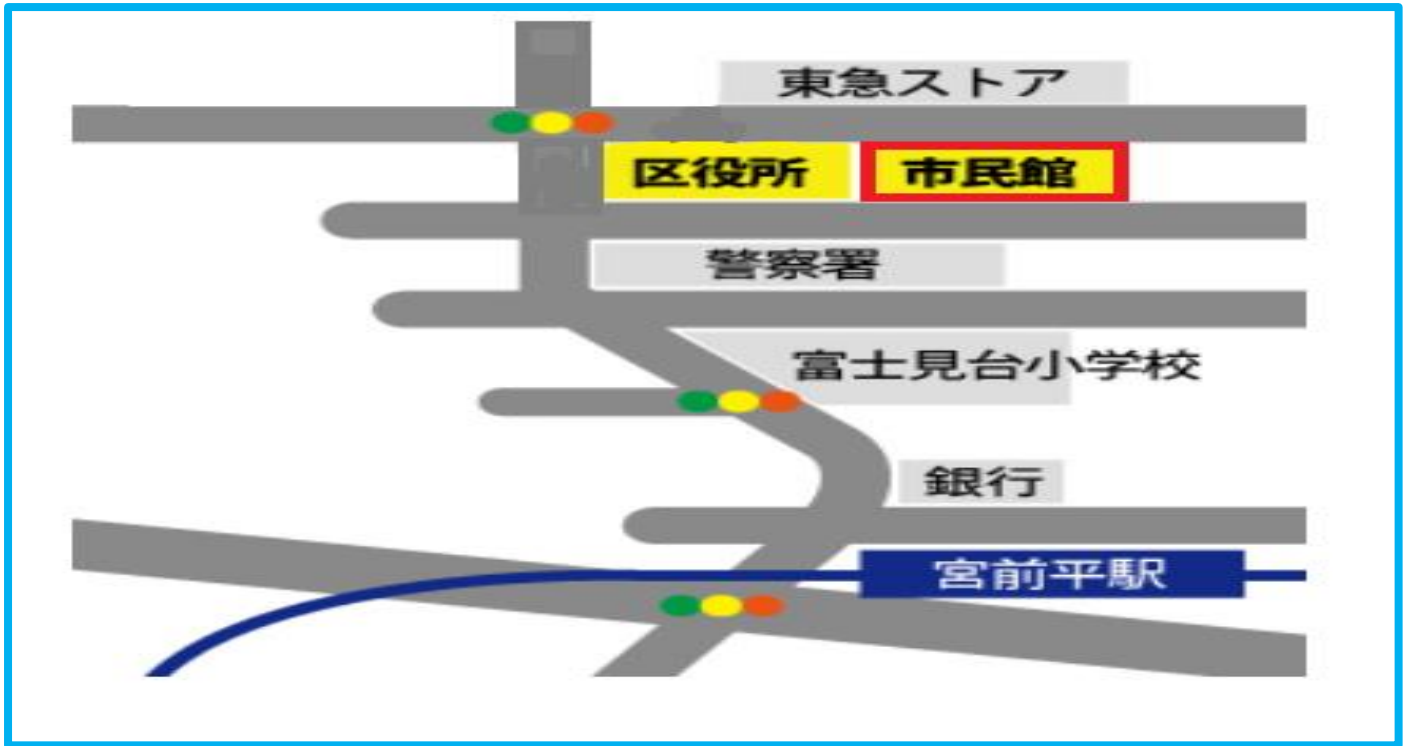 東急ストア
区役所
市民館
警察署
富士見台小学校
銀行
宮前平駅